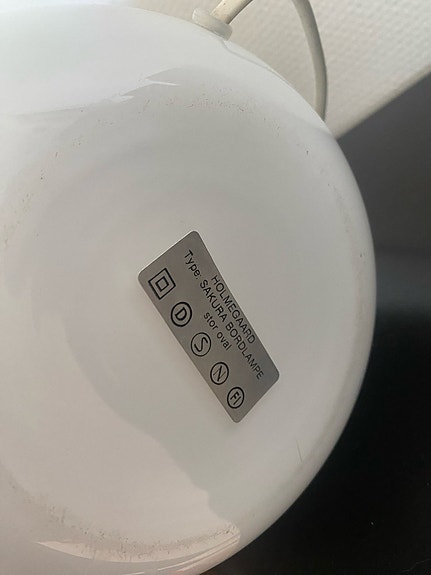 HOLMEGAARD
Type: SAKURA BORDLAMPE
stor oval
D S N FI